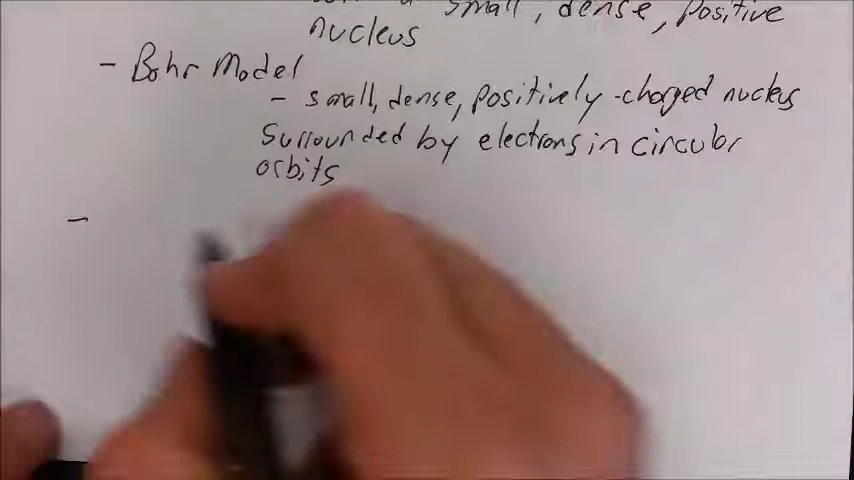 small, dense, positive
nucleus
- Bohr Model
- small, dense, positively-charged nucleus
surrounded by electrons in circular
orbits
-